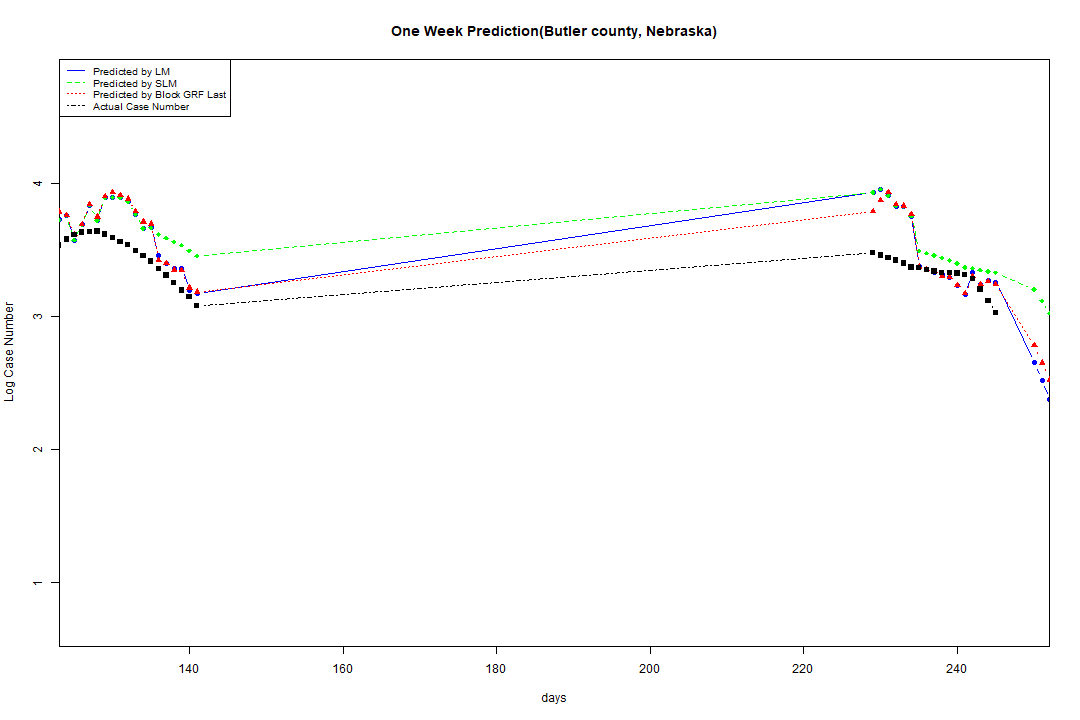 One Week Prediction(Butler county, Nebraska)
Predicted by LM
Predicted by SLM
Predicted by Block GRF Last
Actual Case Number
4
3
2
1
Log Case Number
140 160 180 200 220 240
days